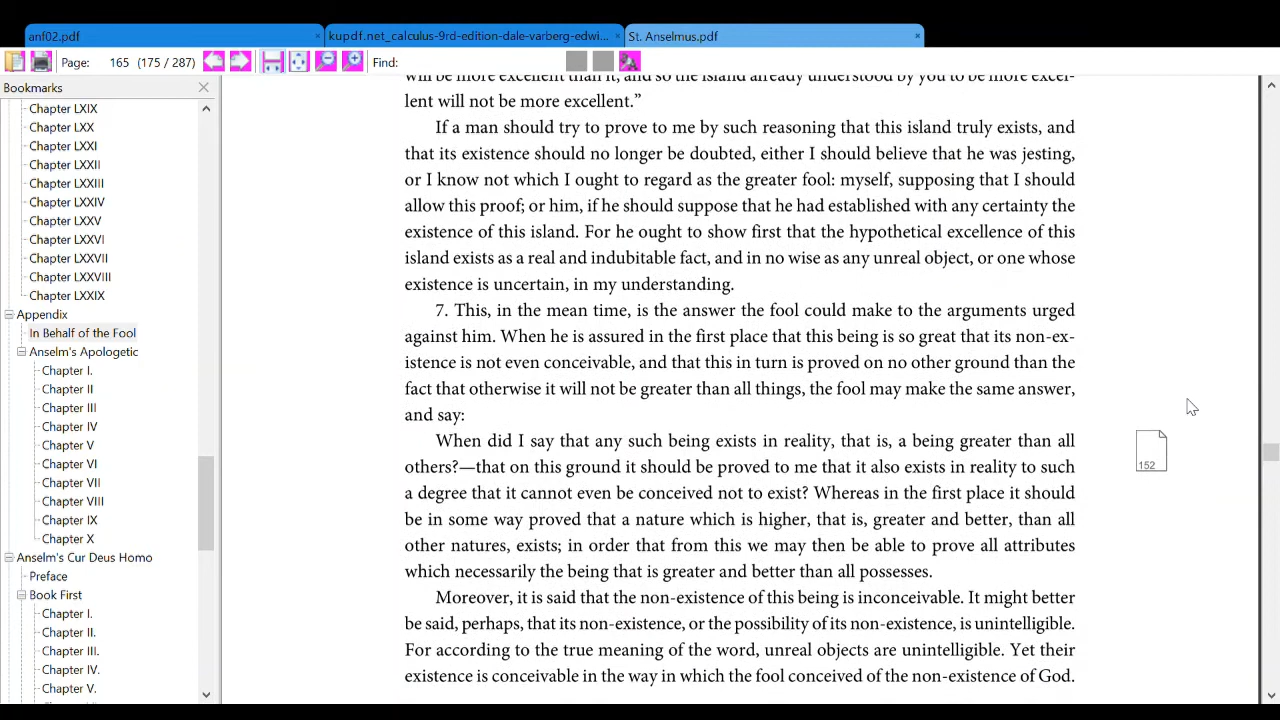 anf02.pdf
kupdf.net_calculus-9rd-edition-dale-varberg-edwi...
St. Anselmus.pdf
Page: 165 (175 / 287)
Find:
Bookmarks
Chapter LXIX
Chapter LXX
Chapter LXXI
Chapter LXXII
Chapter LXXIII
Chapter LXXIV
Chapter LXXV
Chapter LXXVI
Chapter LXXVII
Chapter LXXVIII
Chapter LXXIX
Appendix
In Behalf of the Fool
Anselm's Apologetic
Chapter I.
Chapter II
Chapter III
Chapter IV
Chapter V
Chapter VI
Chapter VII
Chapter VIII
Chapter IX
Chapter X
Anselm's Cur Deus Homo
Preface
Book First
Chapter I.
Chapter II.
Chapter III.
Chapter IV.
Chapter V.
will be more excellent than it, and so the island already understood by you to be more excel-
lent will not be more excellent.”
If a man should try to prove to me by such reasoning that this island truly exists, and
that its existence should no longer be doubted, either I should believe that he was jesting,
or I know not which I ought to regard as the greater fool: myself, supposing that I should
allow this proof; or him, if he should suppose that he had established with any certainty the
existence of this island. For he ought to show first that the hypothetical excellence of this
island exists as a real and indubitable fact, and in no wise as any unreal object, or one whose
existence is uncertain, in my understanding.
7. This, in the mean time, is the answer the fool could make to the arguments urged
against him. When he is assured in the first place that this being is so great that its non-ex-
istence is not even conceivable, and that this in turn is proved on no other ground than the
fact that otherwise it will not be greater than all things, the fool may make the same answer,
and say:
When did I say that any such being exists in reality, that is, a being greater than all
others?—that on this ground it should be proved to me that it also exists in reality to such
a degree that it cannot even be conceived not to exist? Whereas in the first place it should
be in some way proved that a nature which is higher, that is, greater and better, than all
other natures, exists; in order that from this we may then be able to prove all attributes
which necessarily the being that is greater and better than all possesses.
Moreover, it is said that the non-existence of this being is inconceivable. It might better
be said, perhaps, that its non-existence, or the possibility of its non-existence, is unintelligible.
For according to the true meaning of the word, unreal objects are unintelligible. Yet their
existence is conceivable in the way in which the fool conceived of the non-existence of God.
152